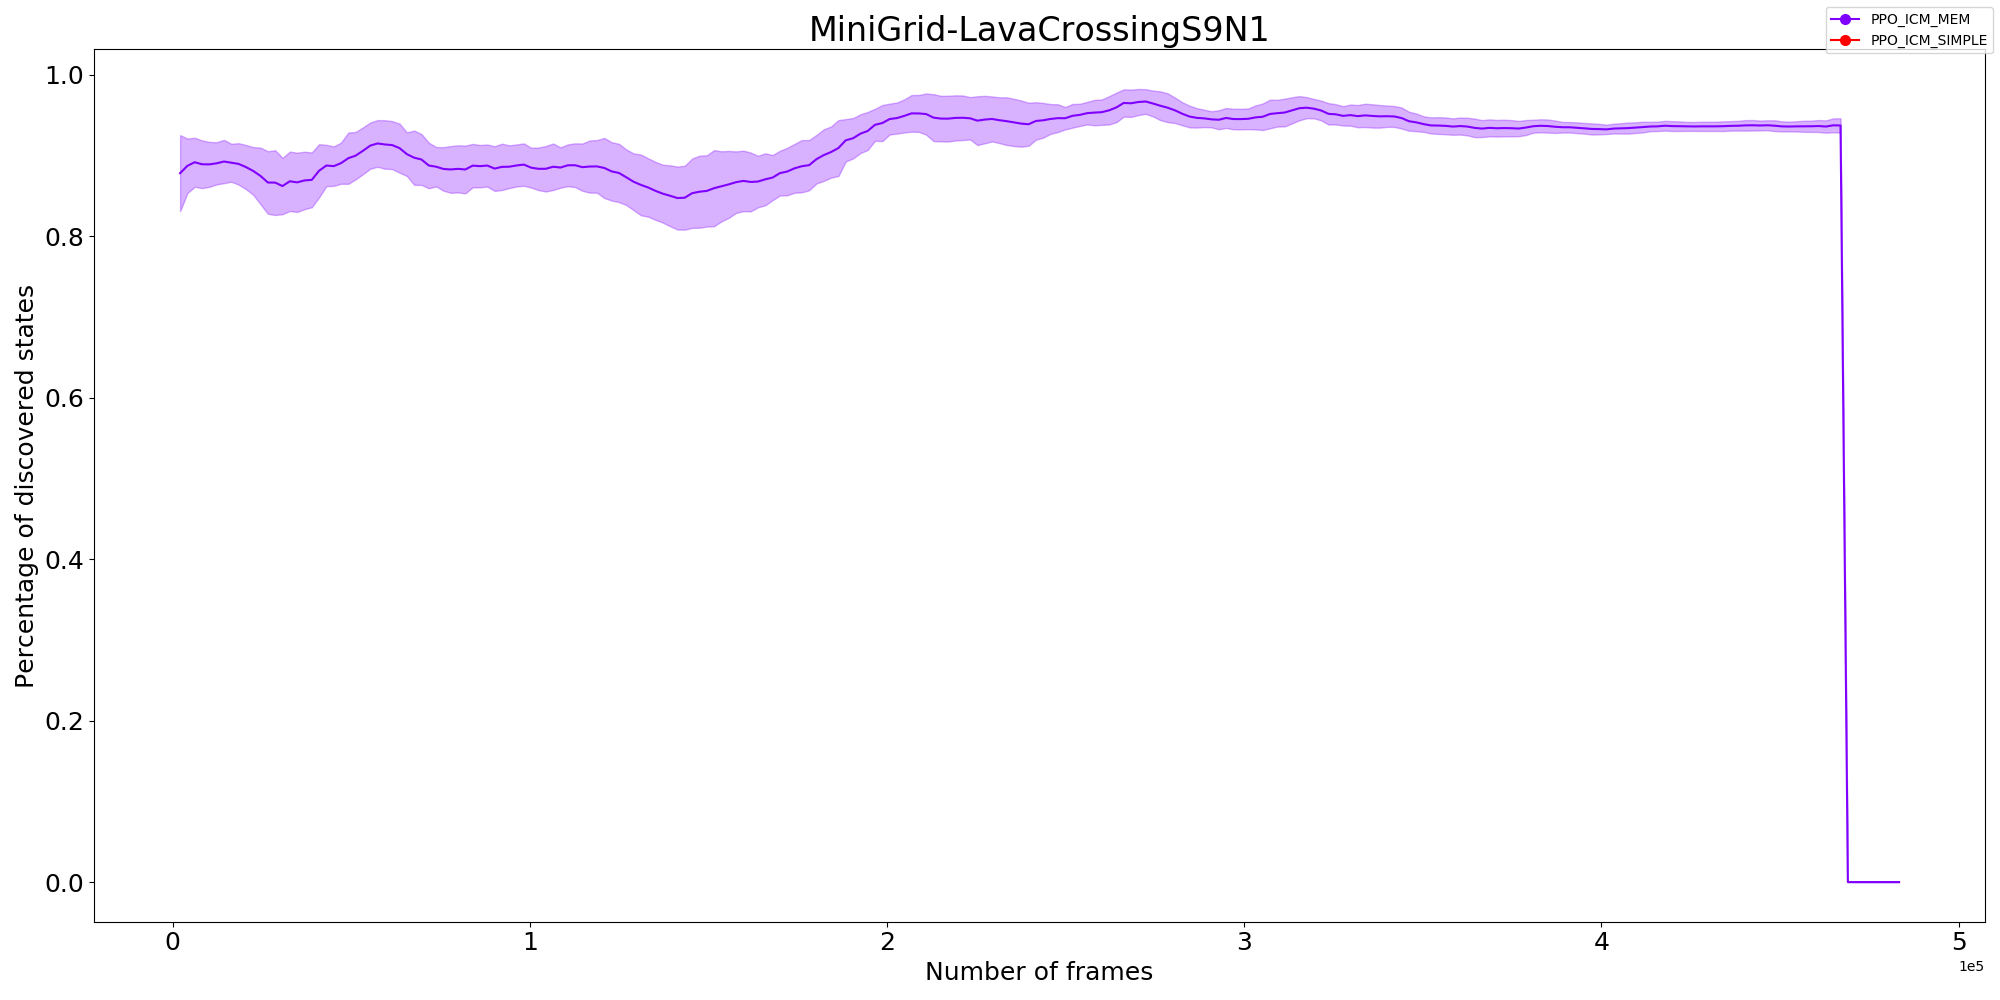 MiniGrid-LavaCrossingS9N1
PPO_ICM_MEM
PPO_ICM_SIMPLE
1.0
0.8
0.6
0.4
0.2
0.0
Percentage of discovered states
0 1 2 3 4 5
1e5
Number of frames